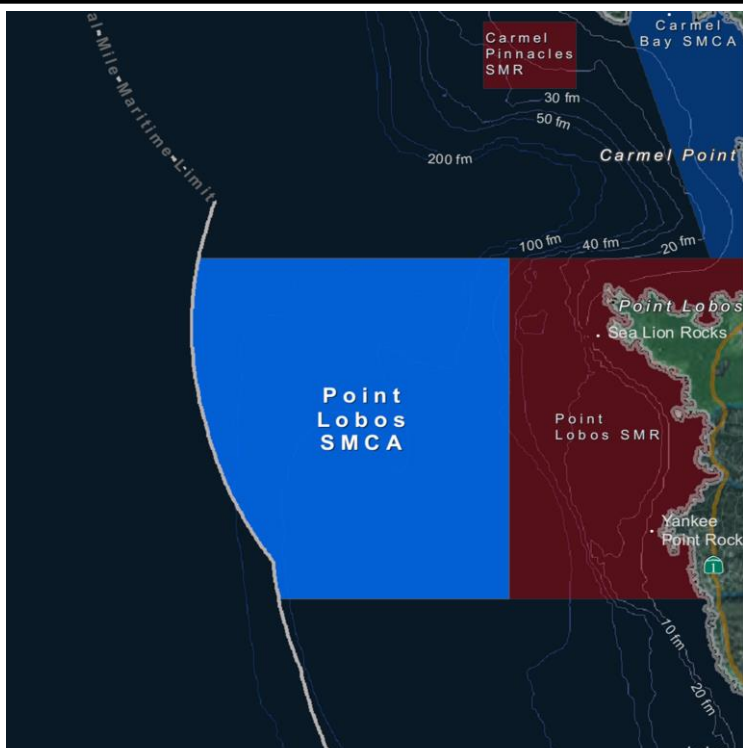 Carmel
Pinnacles
SMR
Carmel
Bay SMCA
al-Mile-Maritime-Limit
30 fm
50 fm
200 fm
Carmel Point
100 fm
40 fm
20 fm
Point Lobos
Sea Lion Rocks
Point
Lobos
SMCA
Point
Lobos SMR
Yankee
Point Rock
1
10 fm
20 fm